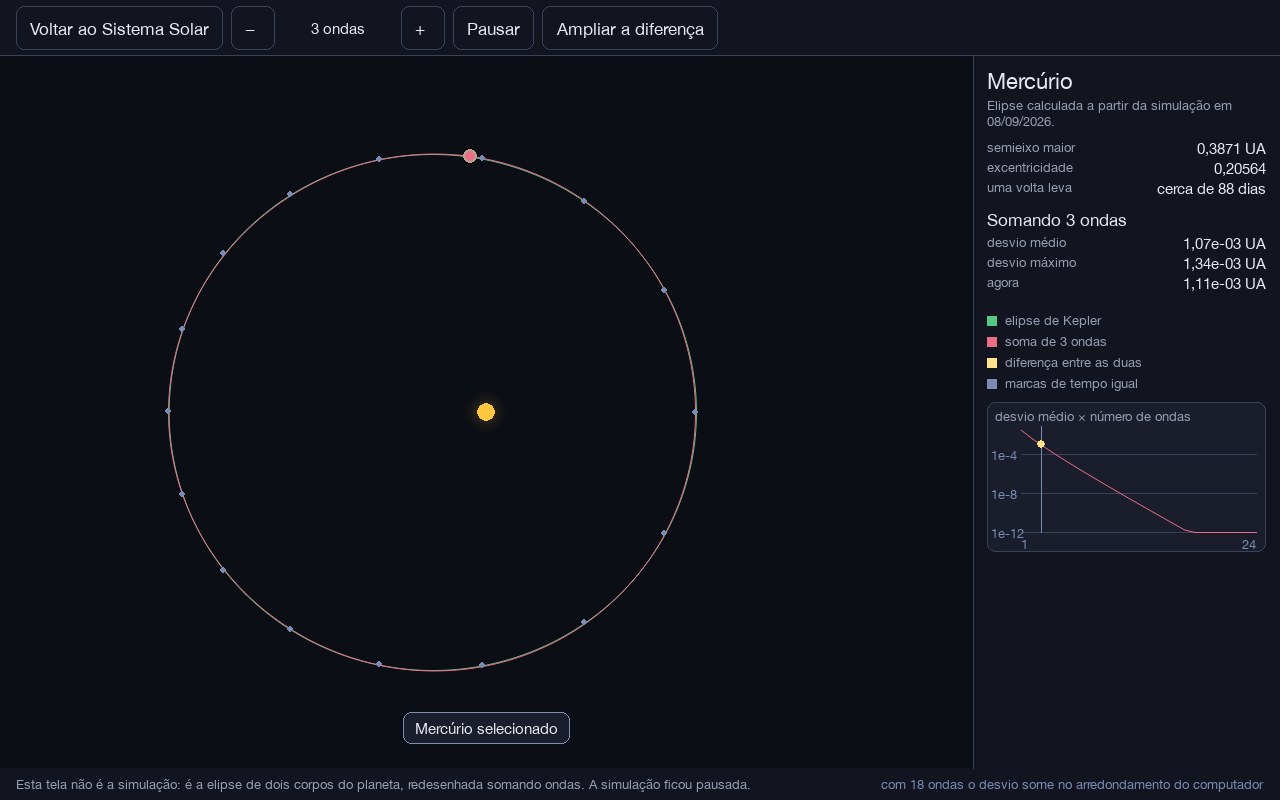 Voltar ao Sistema Solar
−
3 ondas
+
Pausar
Ampliar a diferença
Mercúrio
Elipse calculada a partir da simulação em
08/09/2026.
semieixo maior 0,3871 UA
excentricidade 0,20564
uma volta leva cerca de 88 dias
Somando 3 ondas
desvio médio 1,07e-03 UA
desvio máximo 1,34e-03 UA
agora 1,11e-03 UA
elipse de Kepler
soma de 3 ondas
diferença entre as duas
marcas de tempo igual
desvio médio × número de ondas
1e-4
1e-8
1e-12
1 24
Mercúrio selecionado
Esta tela não é a simulação: é a elipse de dois corpos do planeta, redesenhada somando ondas. A simulação ficou pausada.
com 18 ondas o desvio some no arredondamento do computador